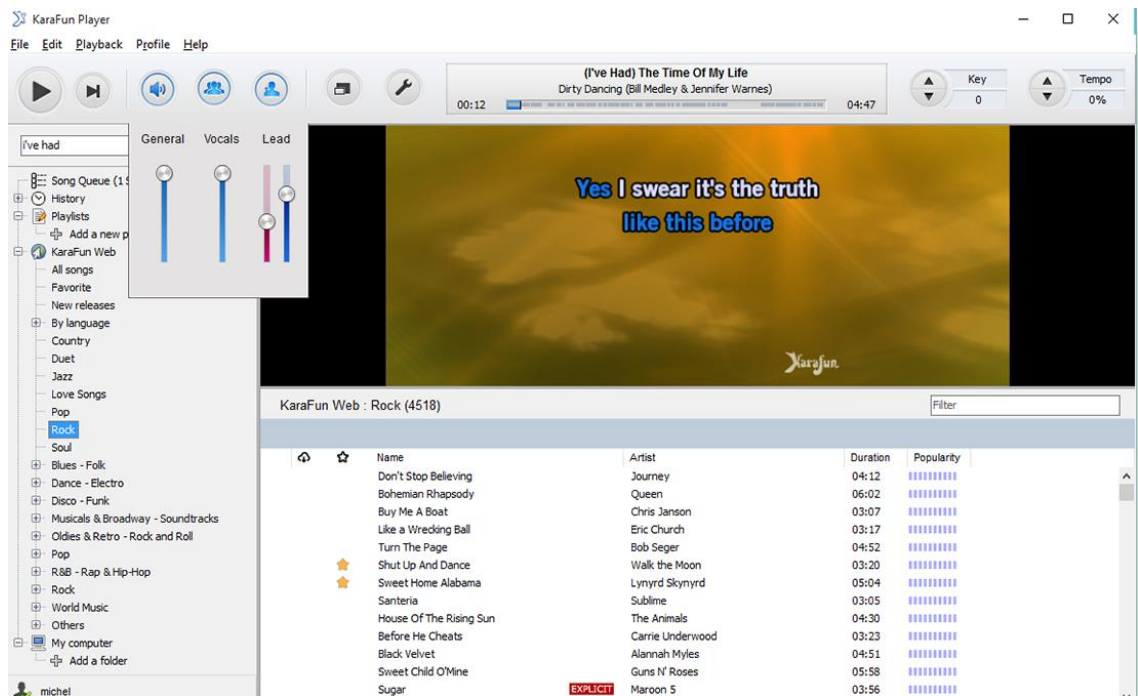 KaraFun Player
File Edit Playback Profile Help
(I've Had) The Time Of My Life
Dirty Dancing (Bill Medley & Jennifer Warnes)
00:12 04:47
Key
0
Tempo
0%
i've had
General Vocals Lead
Song Queue (1 S
History
Playlists
Add a new p
KaraFun Web
All songs
Favorite
New releases
By language
Country
Duet
Jazz
Love Songs
Pop
Rock
Soul
Blues - Folk
Dance - Electro
Disco - Funk
Musicals & Broadway - Soundtracks
Oldies & Retro - Rock and Roll
Pop
R&B - Rap & Hip-Hop
Rock
World Music
Others
My computer
Add a folder
michel
Yes I swear it's the truth
like this before
Karafun
KaraFun Web : Rock (4518) Filter
Name Artist Duration Popularity
Don't Stop Believing Journey 04:12
Bohemian Rhapsody Queen 06:02
Buy Me A Boat Chris Janson 03:07
Like a Wrecking Ball Eric Church 03:17
Turn The Page Bob Seger 04:52
Shut Up And Dance Walk the Moon 03:20
Sweet Home Alabama Lynyrd Skynyrd 05:04
Santeria Sublime 03:05
House Of The Rising Sun The Animals 04:30
Before He Cheats Carrie Underwood 03:23
Black Velvet Alannah Myles 04:51
Sweet Child O'Mine Guns N' Roses 05:58
Sugar EXPLICIT Maroon 5 03:56